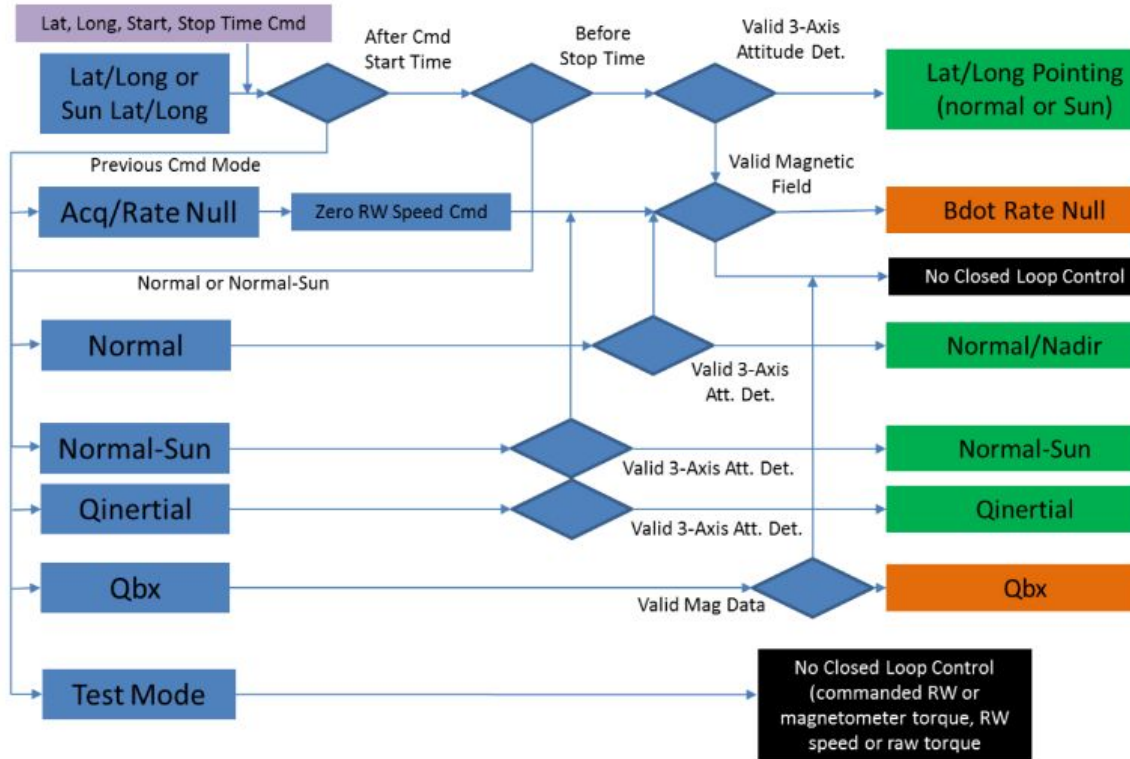 Lat, Long, Start, Stop Time Cmd
After Cmd
Start Time
Before
Stop Time
Valid 3-Axis
Attitude Det.
Lat/Long or
Sun Lat/Long
Lat/Long Pointing
(normal or Sun)
Previous Cmd Mode
Valid Magnetic
Field
Acq/Rate Null
Zero RW Speed Cmd
Bdot Rate Null
Normal or Normal-Sun
No Closed Loop Control
Normal
Valid 3-Axis
Att. Det.
Normal/Nadir
Normal-Sun
Valid 3-Axis Att. Det.
Normal-Sun
Qinertial
Valid 3-Axis Att. Det.
Qinertial
Qbx
Valid Mag Data
Qbx
Test Mode
No Closed Loop Control
(commanded RW or
magnetometer torque, RW
speed or raw torque